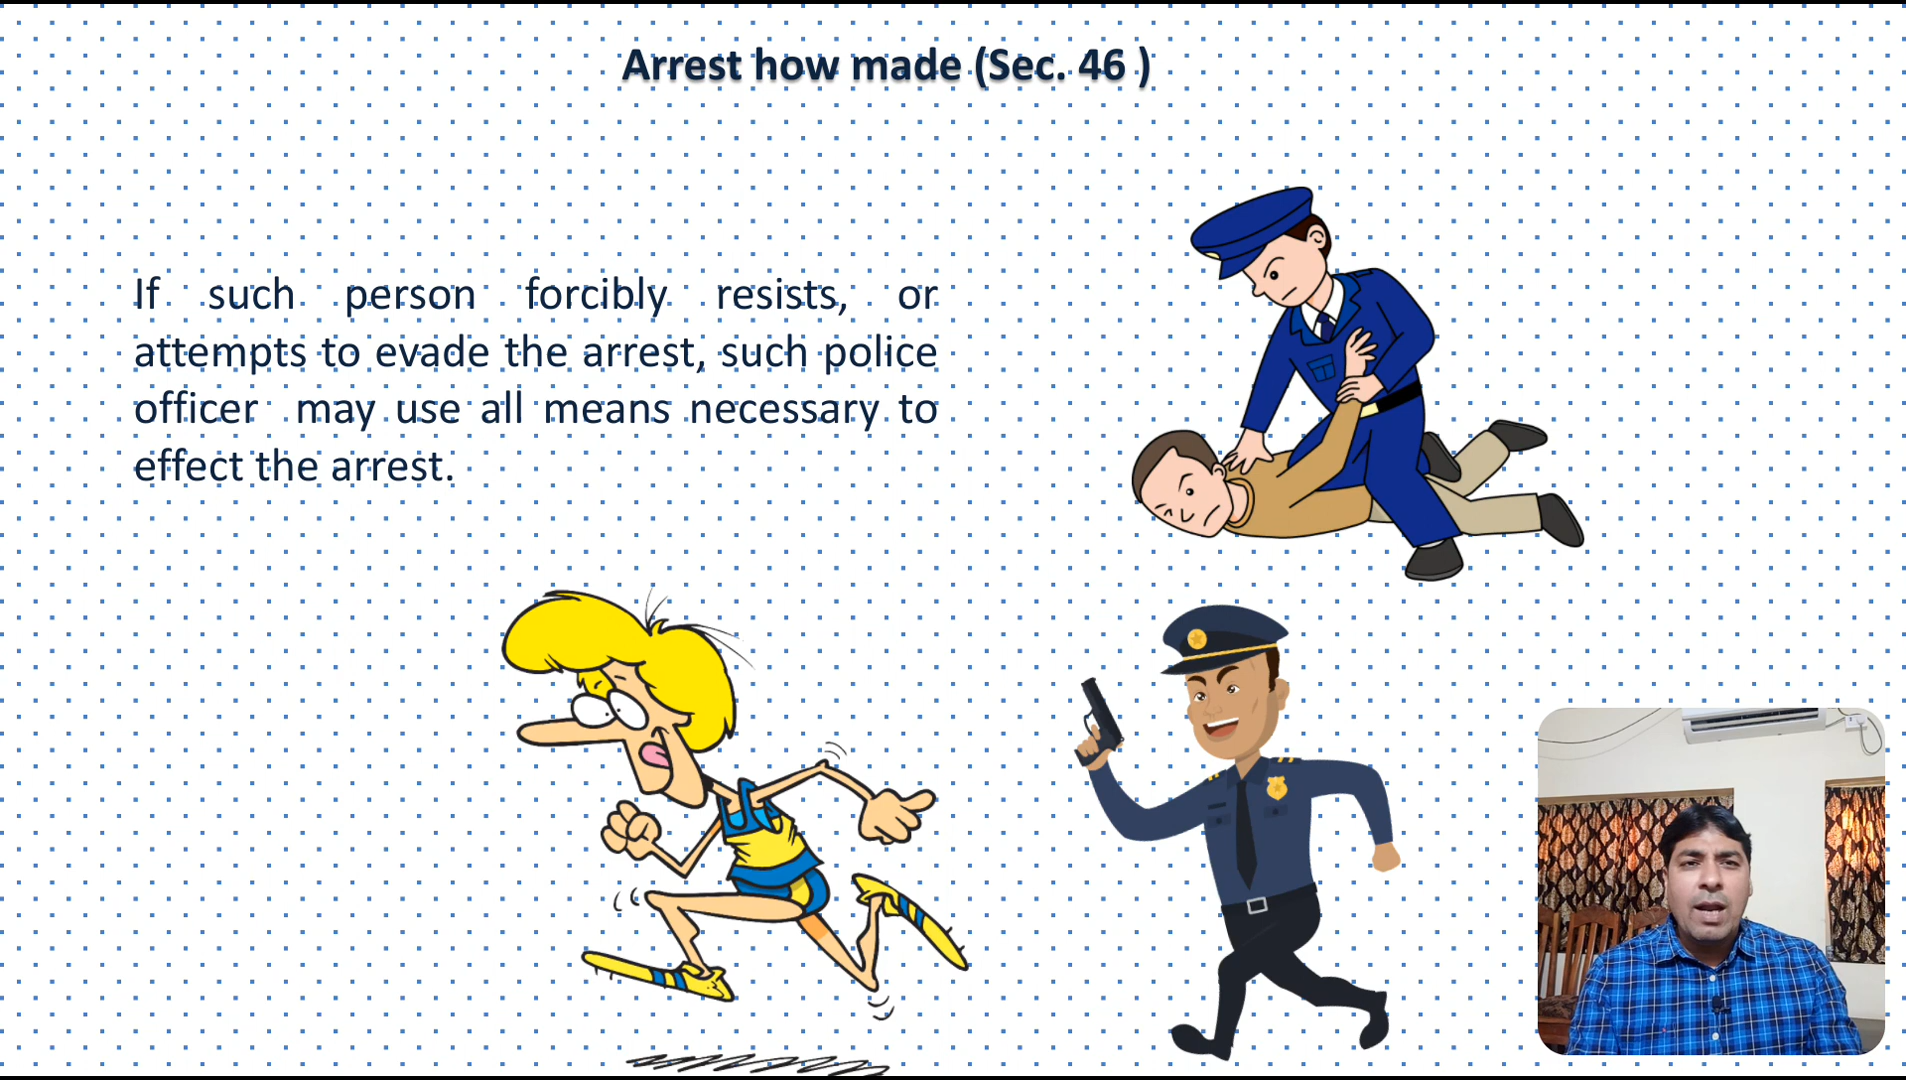 Arrest how made (Sec. 46 )
If such person forcibly resists, or
attempts to evade the arrest, such police
officer may use all means necessary to
effect the arrest.